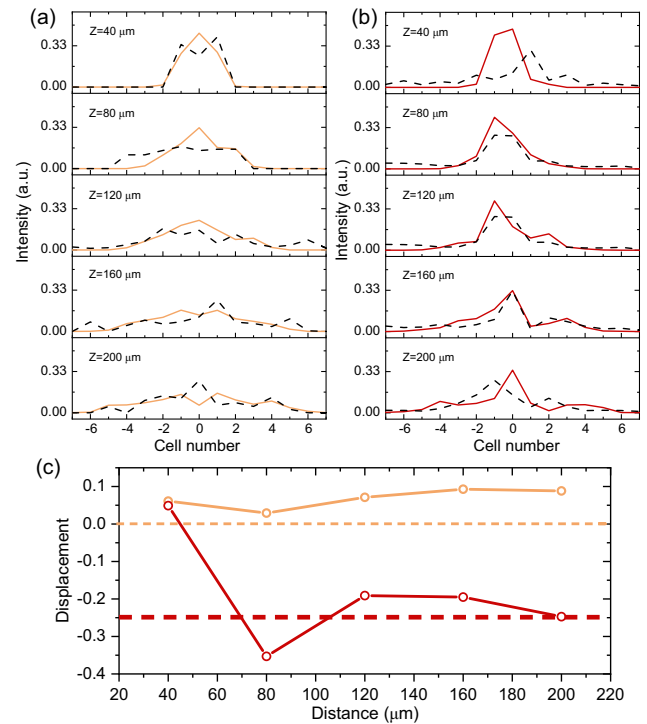 (a)
(b)
Z=40 μm
0.33
0.00
Z=80 μm
0.33
0.00
Z=120 μm
0.33
0.00
Z=160 μm
0.33
0.00
Z=200 μm
0.33
0.00
-6 -4 -2 0 2 4 6
Cell number
Intensity (a.u.)
Z=40 μm
0.33
0.00
Z=80 μm
0.33
0.00
Z=120 μm
0.33
0.00
Z=160 μm
0.33
0.00
Z=200 μm
0.33
0.00
-6 -4 -2 0 2 4 6
Cell number
Intensity (a.u.)
(c)
0.1
0.0
-0.1
-0.2
-0.3
-0.4
Displacement
20 40 60 80 100 120 140 160 180 200 220
Distance (μm)